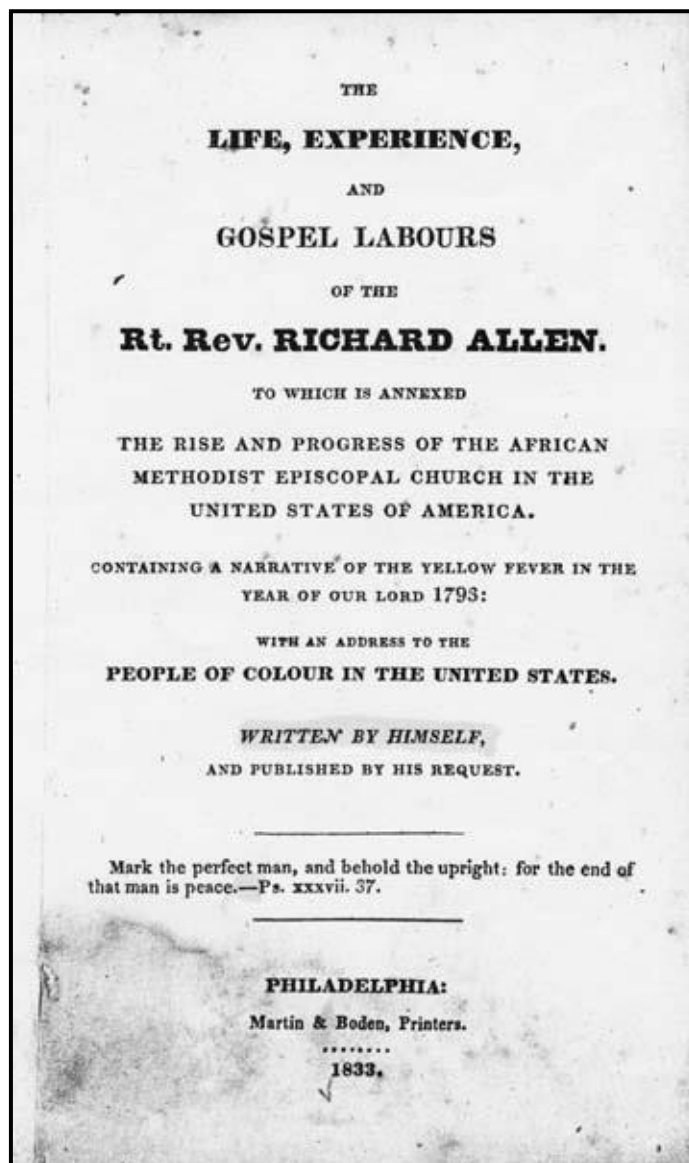 THE
LIFE, EXPERIENCE,
AND
GOSPEL LABOURS
OF THE
Rt. Rev. RICHARD ALLEN.
TO WHICH IS ANNEXED
THE RISE AND PROGRESS OF THE AFRICAN
METHODIST EPISCOPAL CHURCH IN THE
UNITED STATES OF AMERICA.
CONTAINING A NARRATIVE OF THE YELLOW FEVER IN THE
YEAR OF OUR LORD 1793:
WITH AN ADDRESS TO THE
PEOPLE OF COLOUR IN THE UNITED STATES.
WRITTEN BY HIMSELF,
AND PUBLISHED BY HIS REQUEST.
Mark the perfect man, and behold the upright: for the end of
that man is peace.—Ps. xxxvii. 37.
PHILADELPHIA:
Martin & Boden, Printers.
........
1833.